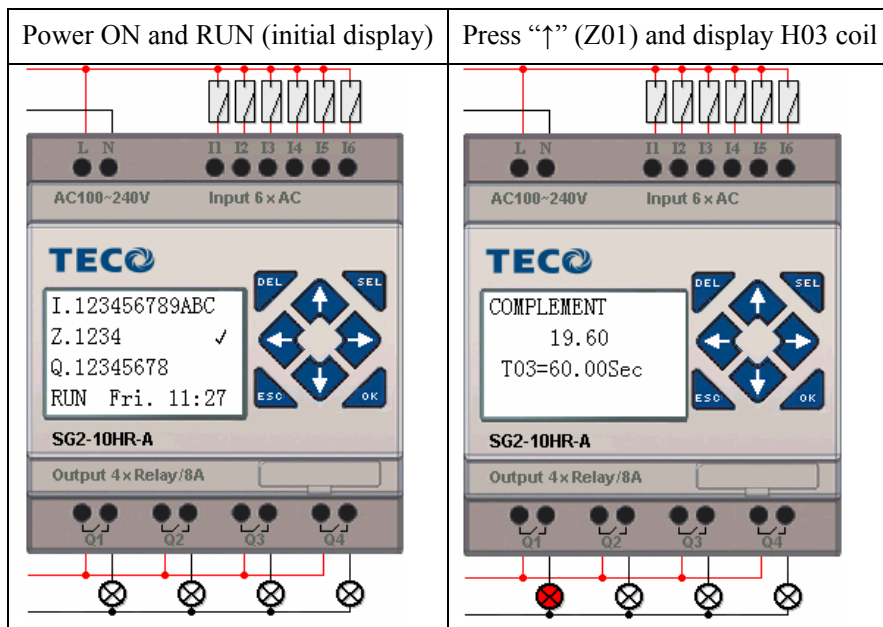 Power ON and RUN (initial display)
Press “↑” (Z01) and display H03 coil
L N I1 I2 I3 I4 I5 I6
AC100~240V Input 6 x AC
TECO
DEL SEL
I.123456789ABC
Z.1234 ✓
Q.12345678
RUN Fri. 11:27
ESC OK
SG2-10HR-A
Output 4 x Relay/8A
Q1 Q2 Q3 Q4
L N I1 I2 I3 I4 I5 I6
AC100~240V Input 6 x AC
TECO
DEL SEL
COMPLEMENT
19.60
T03=60.00Sec
ESC OK
SG2-10HR-A
Output 4 x Relay/8A
Q1 Q2 Q3 Q4